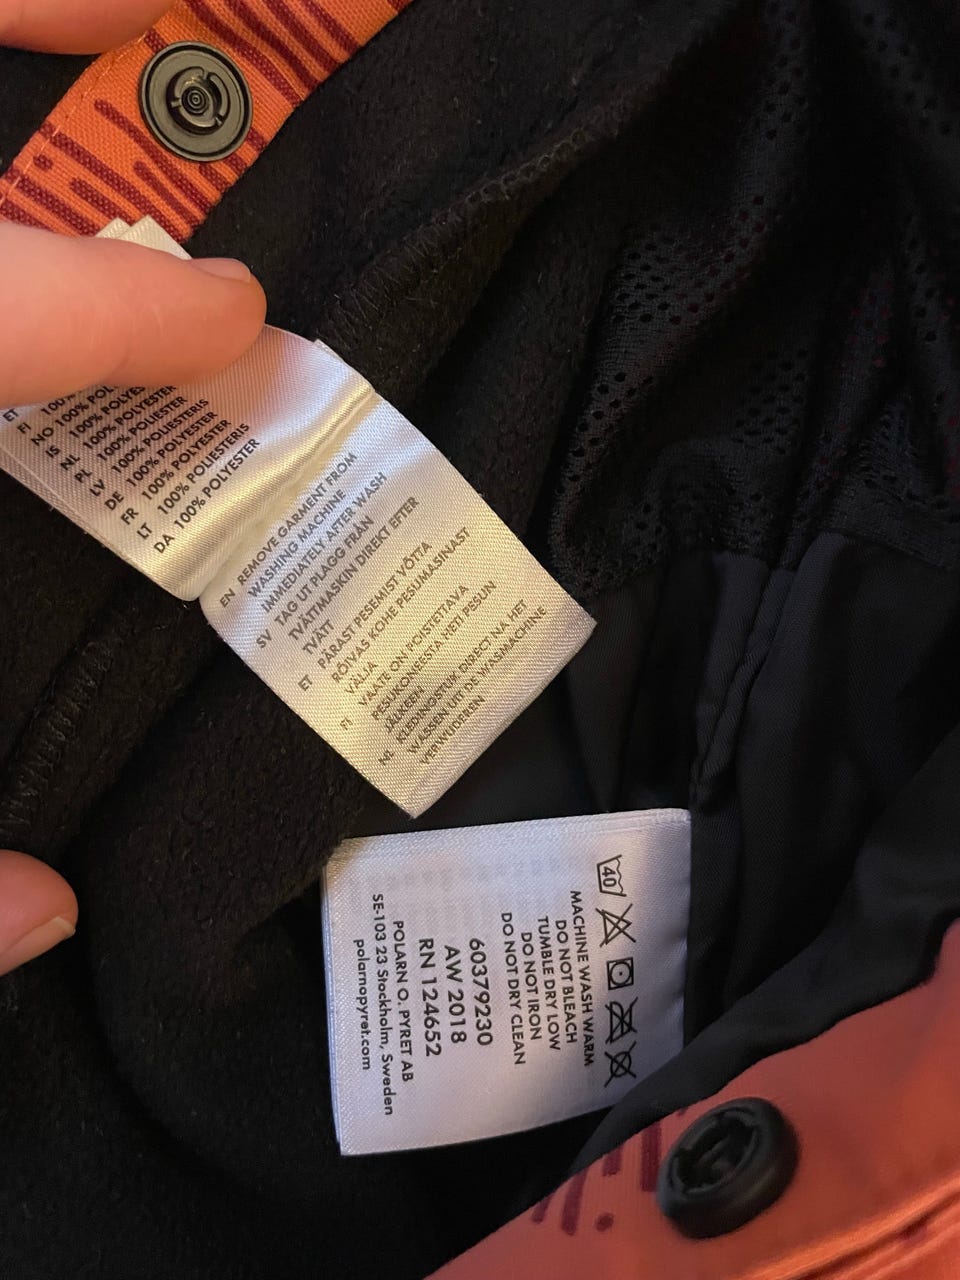 ET
FI 100%
NO 100% POL
IS 100% POLYES
NL 100% POLYESTER
PL 100% POLYESTER
LV 100% POLIESTERIS
DE 100% POLYESTER
FR 100% POLYESTER
LT 100% POLIESTERIS
DA 100% POLYESTER
EN REMOVE GARMENT FROM
WASHING MACHINE
IMMEDIATELY AFTER WASH
SV TAG UT PLAGG FRÅN
TVÄTTMASKIN DIREKT EFTER
TVÄTT
ET PÄRAST PESEMIST VÕTTA
RÕIVAS KOHE PESUMASINAST
VÄLJA
FI VAATE ON POISTETTAVA
PESUKONEESTA HETI PESUN
JÄLKEEN
NL KLEDINGSTUK DIRECT NA HET
WASSEN UIT DE WASMACHINE
VERWIJDEREN
40
MACHINE WASH WARM
DO NOT BLEACH
TUMBLE DRY LOW
DO NOT IRON
DO NOT DRY CLEAN
60379230
AW 2018
RN 124652
POLARN O. PYRET AB
SE-103 23 Stockholm, Sweden
polarnopyret.com